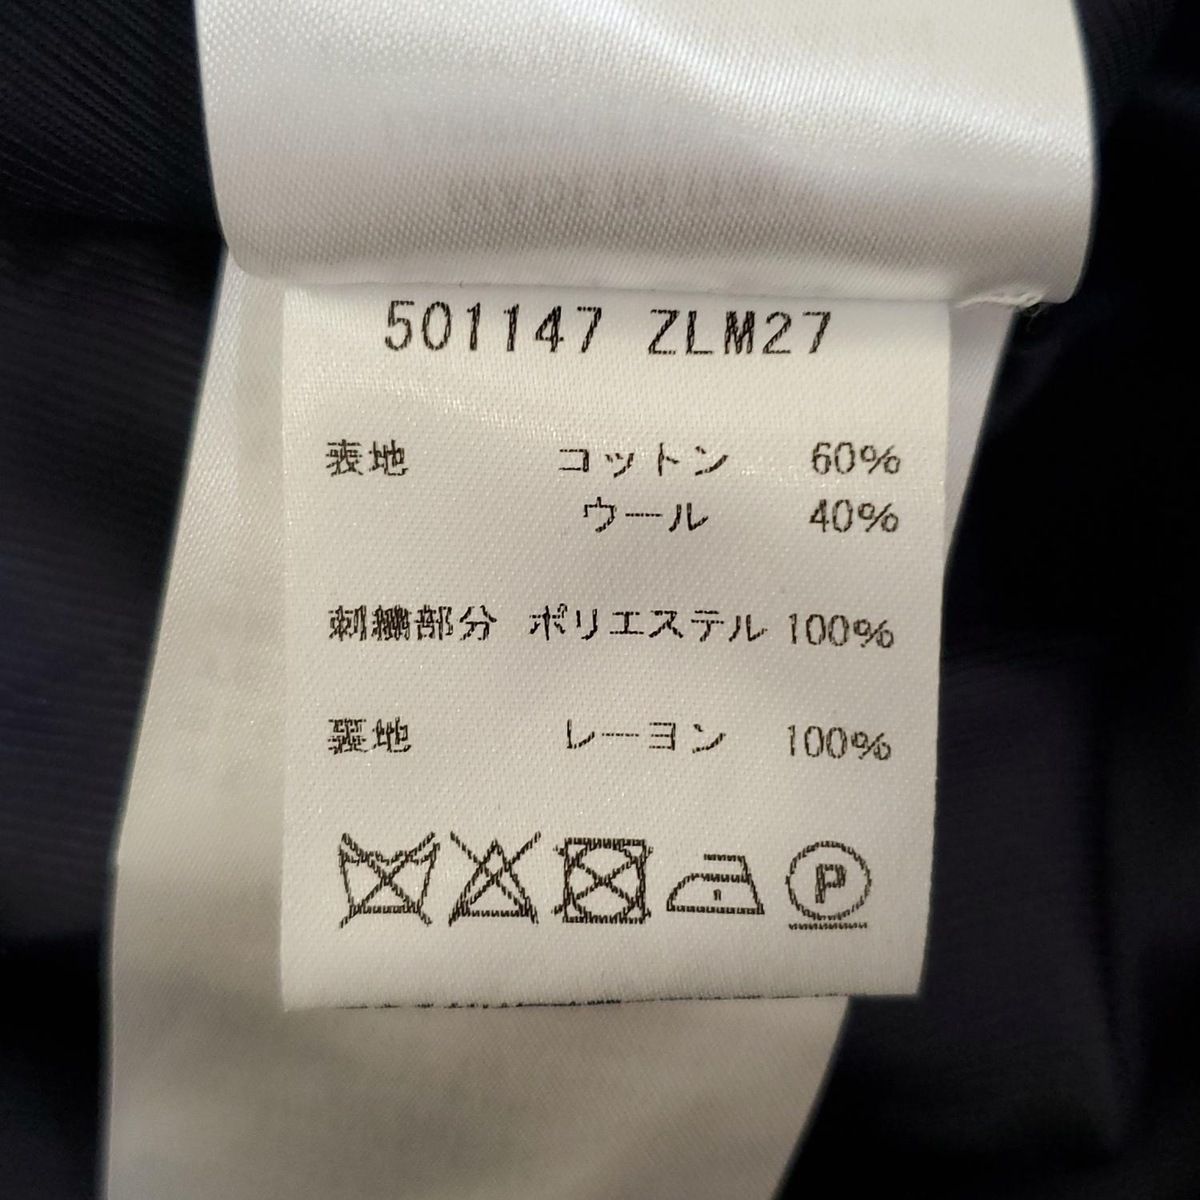 501147 ZLM27
表地 コットン 60%
ウール 40%
刺繍部分 ポリエステル 100%
裏地 レーヨン 100%
P